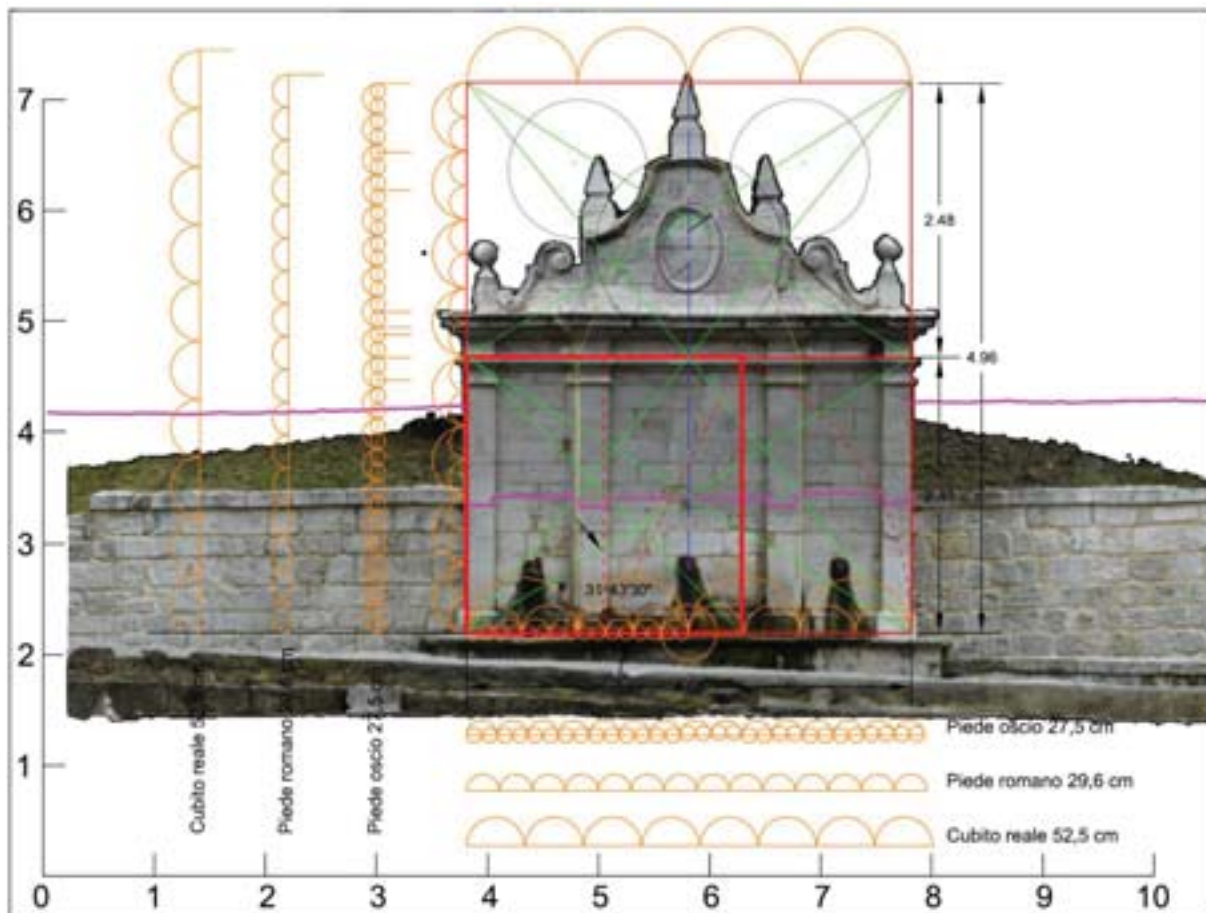 7
6
5
4
3
2
1
2.48
4.96
Piede oscio 27,5 cm
Piede romano 29,6 cm
Cubito reale 52,5 cm
Cubito reale
Piede romano
Piede oscio
0 1 2 3 4 5 6 7 8 9 10